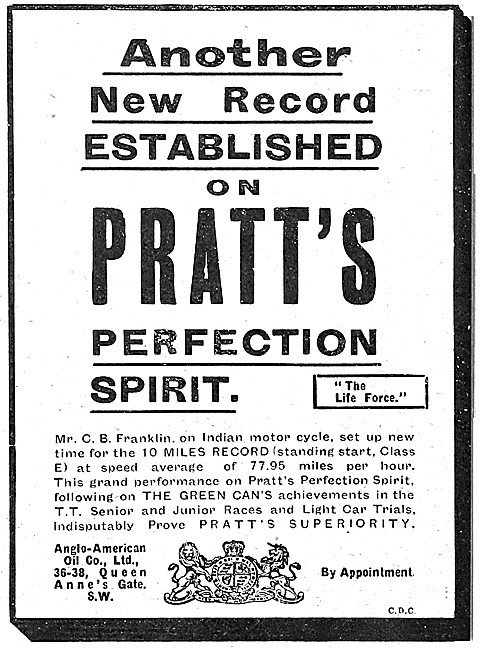 Another
New Record
ESTABLISHED
ON
PRATT'S
PERFECTION
SPIRIT.
"The
Life Force."
Mr. C. B. Franklin, on Indian motor cycle, set up new
time for the 10 MILES RECORD (standing start, Class
E) at speed average of 77.95 miles per hour.
This grand performance on Pratt's Perfection Spirit,
following on THE GREEN CAN'S achievements in the
T.T. Senior and Junior Races and Light Car Trials,
Indisputably Prove PRATT'S SUPERIORITY.
Anglo-American
Oil Co., Ltd.,
36-38, Queen
Anne's Gate.
S.W.
By Appointment
C.D.C.